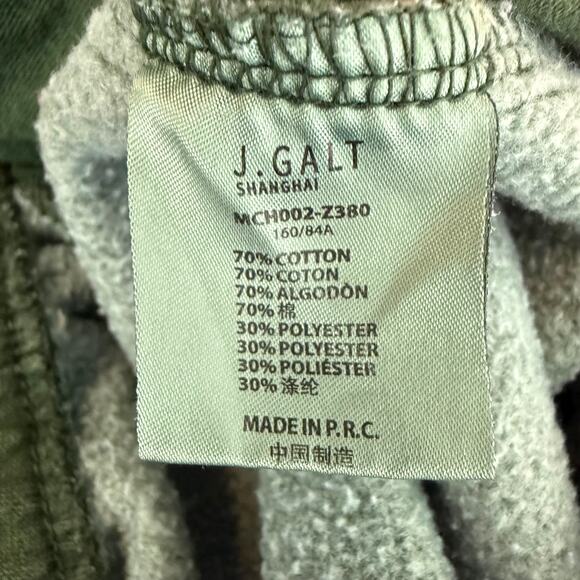 J.GALT
SHANGHAI
MCH002-Z380
160/84A
70% COTTON
70% COTON
70% ALGODÓN
70% 棉
30% POLYESTER
30% POLYESTER
30% POLIÉSTER
30% 涤纶
MADE IN P.R.C.
中国制造